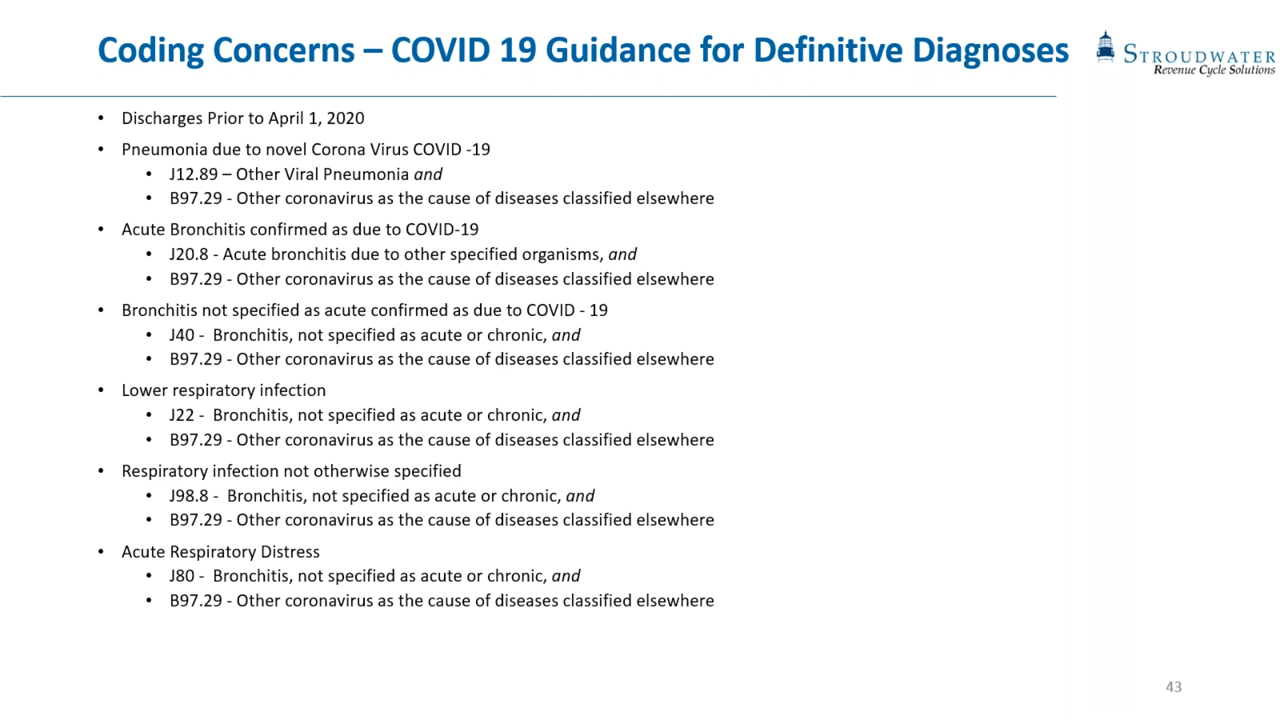 Coding Concerns – COVID 19 Guidance for Definitive Diagnoses
STROUDWATER
Revenue Cycle Solutions
• Discharges Prior to April 1, 2020
• Pneumonia due to novel Corona Virus COVID -19
• J12.89 – Other Viral Pneumonia and
• B97.29 - Other coronavirus as the cause of diseases classified elsewhere
• Acute Bronchitis confirmed as due to COVID-19
• J20.8 - Acute bronchitis due to other specified organisms, and
• B97.29 - Other coronavirus as the cause of diseases classified elsewhere
• Bronchitis not specified as acute confirmed as due to COVID - 19
• J40 -  Bronchitis, not specified as acute or chronic, and
• B97.29 - Other coronavirus as the cause of diseases classified elsewhere
• Lower respiratory infection
• J22 -  Bronchitis, not specified as acute or chronic, and
• B97.29 - Other coronavirus as the cause of diseases classified elsewhere
• Respiratory infection not otherwise specified
• J98.8 -  Bronchitis, not specified as acute or chronic, and
• B97.29 - Other coronavirus as the cause of diseases classified elsewhere
• Acute Respiratory Distress
• J80 -  Bronchitis, not specified as acute or chronic, and
• B97.29 - Other coronavirus as the cause of diseases classified elsewhere
43